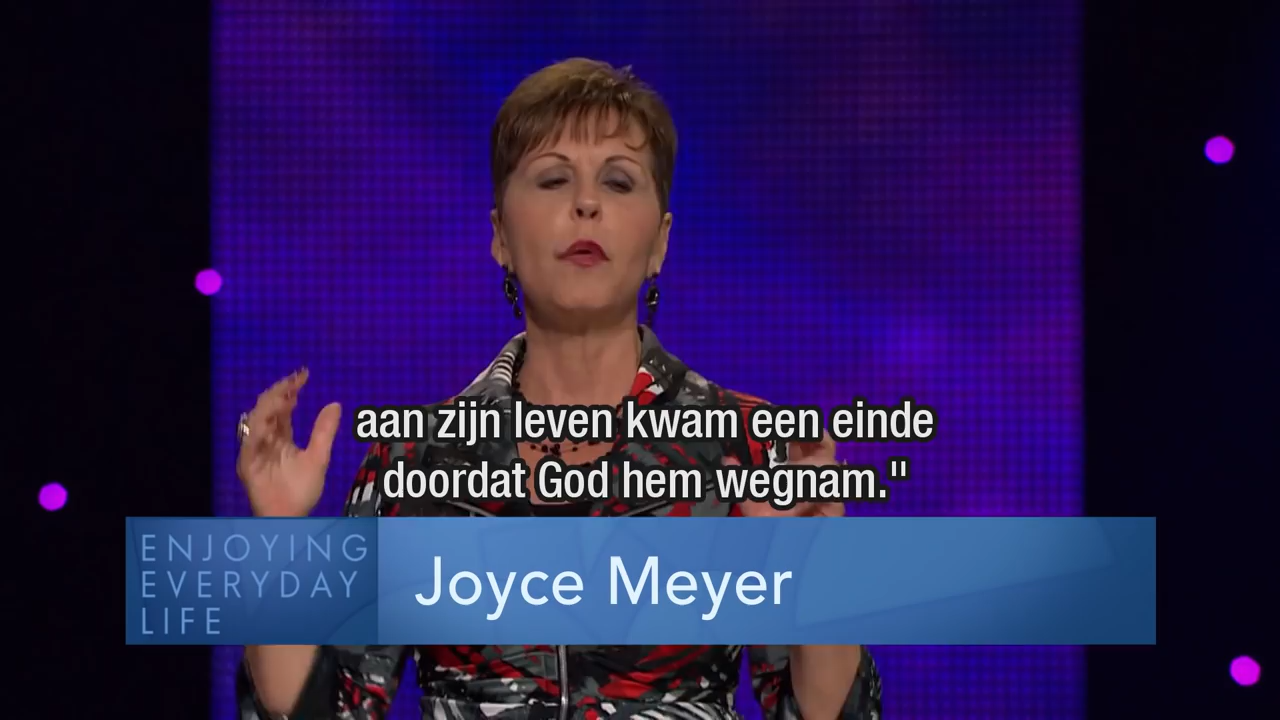 aan zijn leven kwam een einde
doordat God hem wegnam."
ENJOYING
EVERYDAY
LIFE
Joyce Meyer